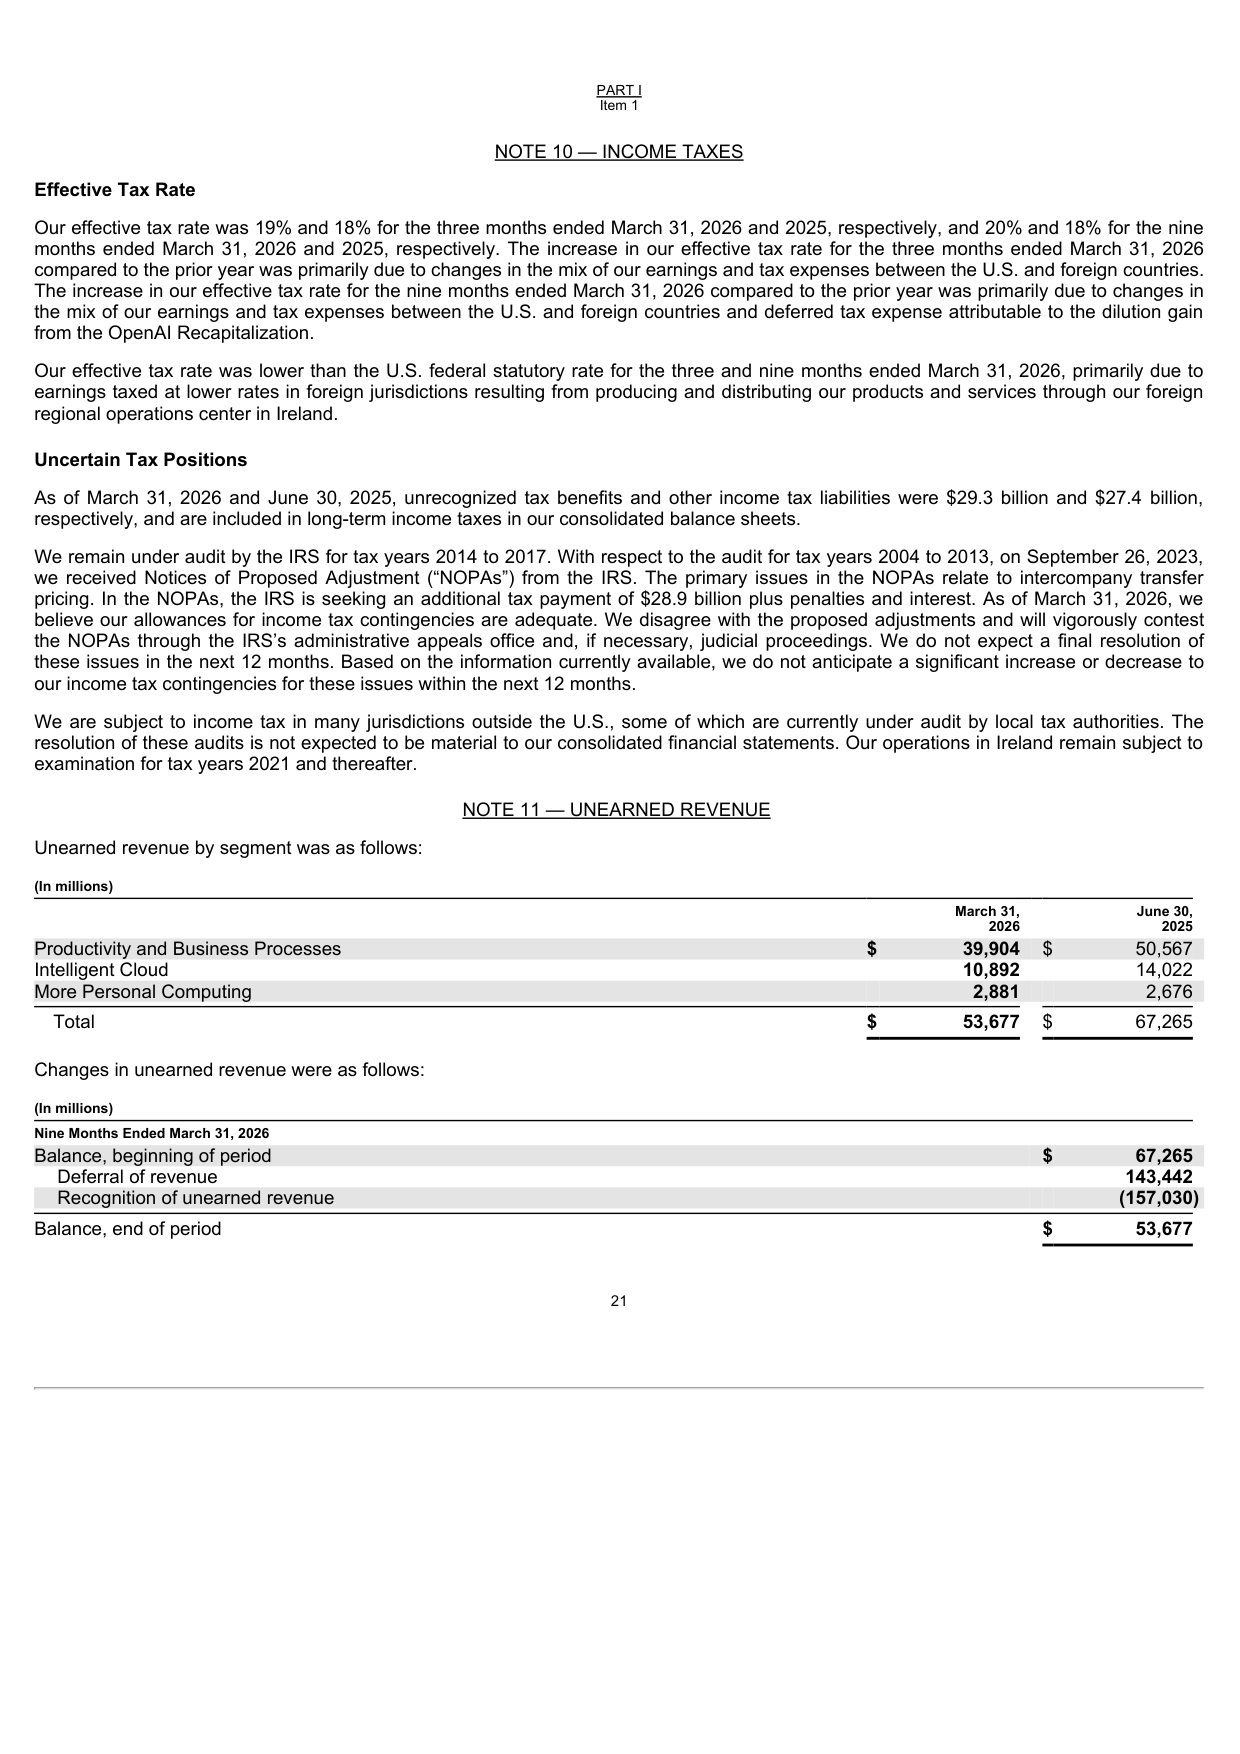 PART I
Item 1
NOTE 10 — INCOME TAXES
Effective Tax Rate
Our effective tax rate was 19% and 18% for the three months ended March 31, 2026 and 2025, respectively, and 20% and 18% for the nine
months ended March 31, 2026 and 2025, respectively. The increase in our effective tax rate for the three months ended March 31, 2026
compared to the prior year was primarily due to changes in the mix of our earnings and tax expenses between the U.S. and foreign countries.
The increase in our effective tax rate for the nine months ended March 31, 2026 compared to the prior year was primarily due to changes in
the mix of our earnings and tax expenses between the U.S. and foreign countries and deferred tax expense attributable to the dilution gain
from the OpenAI Recapitalization.
Our effective tax rate was lower than the U.S. federal statutory rate for the three and nine months ended March 31, 2026, primarily due to
earnings taxed at lower rates in foreign jurisdictions resulting from producing and distributing our products and services through our foreign
regional operations center in Ireland.
Uncertain Tax Positions
As of March 31, 2026 and June 30, 2025, unrecognized tax benefits and other income tax liabilities were $29.3 billion and $27.4 billion,
respectively, and are included in long-term income taxes in our consolidated balance sheets.
We remain under audit by the IRS for tax years 2014 to 2017. With respect to the audit for tax years 2004 to 2013, on September 26, 2023,
we received Notices of Proposed Adjustment (“NOPAs”) from the IRS. The primary issues in the NOPAs relate to intercompany transfer
pricing. In the NOPAs, the IRS is seeking an additional tax payment of $28.9 billion plus penalties and interest. As of March 31, 2026, we
believe our allowances for income tax contingencies are adequate. We disagree with the proposed adjustments and will vigorously contest
the NOPAs through the IRS’s administrative appeals office and, if necessary, judicial proceedings. We do not expect a final resolution of
these issues in the next 12 months. Based on the information currently available, we do not anticipate a significant increase or decrease to
our income tax contingencies for these issues within the next 12 months.
We are subject to income tax in many jurisdictions outside the U.S., some of which are currently under audit by local tax authorities. The
resolution of these audits is not expected to be material to our consolidated financial statements. Our operations in Ireland remain subject to
examination for tax years 2021 and thereafter.
NOTE 11 — UNEARNED REVENUE
Unearned revenue by segment was as follows:
(In millions)
March 31, June 30,
2026 2025
Productivity and Business Processes $ 39,904 $ 50,567
Intelligent Cloud 10,892 14,022
More Personal Computing 2,881 2,676
Total $ 53,677 $ 67,265
Changes in unearned revenue were as follows:
(In millions)
Nine Months Ended March 31, 2026
Balance, beginning of period $ 67,265
Deferral of revenue 143,442
Recognition of unearned revenue (157,030)
Balance, end of period $ 53,677
21